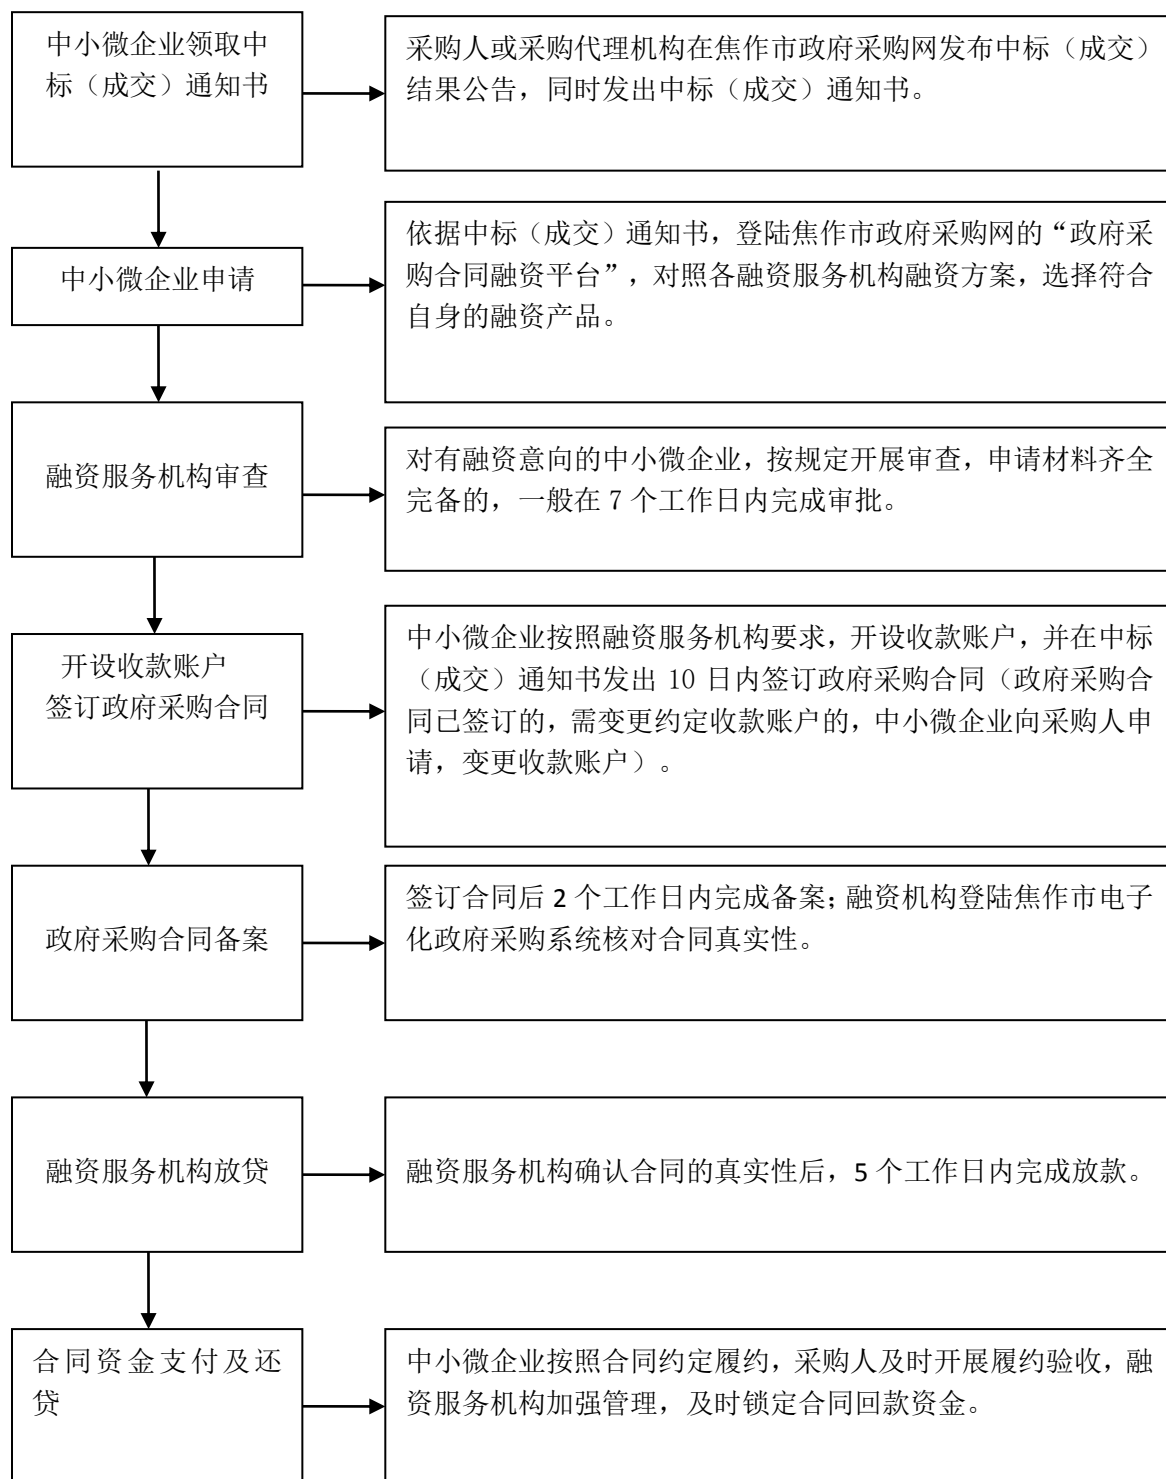 中小微企业领取中
标（成交）通知书
采购人或采购代理机构在焦作市政府采购网发布中标（成交）
结果公告，同时发出中标（成交）通知书。
中小微企业申请
依据中标（成交）通知书，登陆焦作市政府采购网的“政府采
购合同融资平台”，对照各融资服务机构融资方案，选择符合
自身的融资产品。
融资服务机构审查
对有融资意向的中小微企业，按规定开展审查，申请材料齐全
完备的，一般在 7 个工作日内完成审批。
开设收款账户
签订政府采购合同
中小微企业按照融资服务机构要求，开设收款账户，并在中标
（成交）通知书发出 10 日内签订政府采购合同（政府采购合
同已签订的，需变更约定收款账户的，中小微企业向采购人申
请，变更收款账户）。
政府采购合同备案
签订合同后 2 个工作日内完成备案；融资机构登陆焦作市电子
化政府采购系统核对合同真实性。
融资服务机构放贷
融资服务机构确认合同的真实性后，5 个工作日内完成放款。
合同资金支付及还
贷
中小微企业按照合同约定履约，采购人及时开展履约验收，融
资服务机构加强管理，及时锁定合同回款资金。